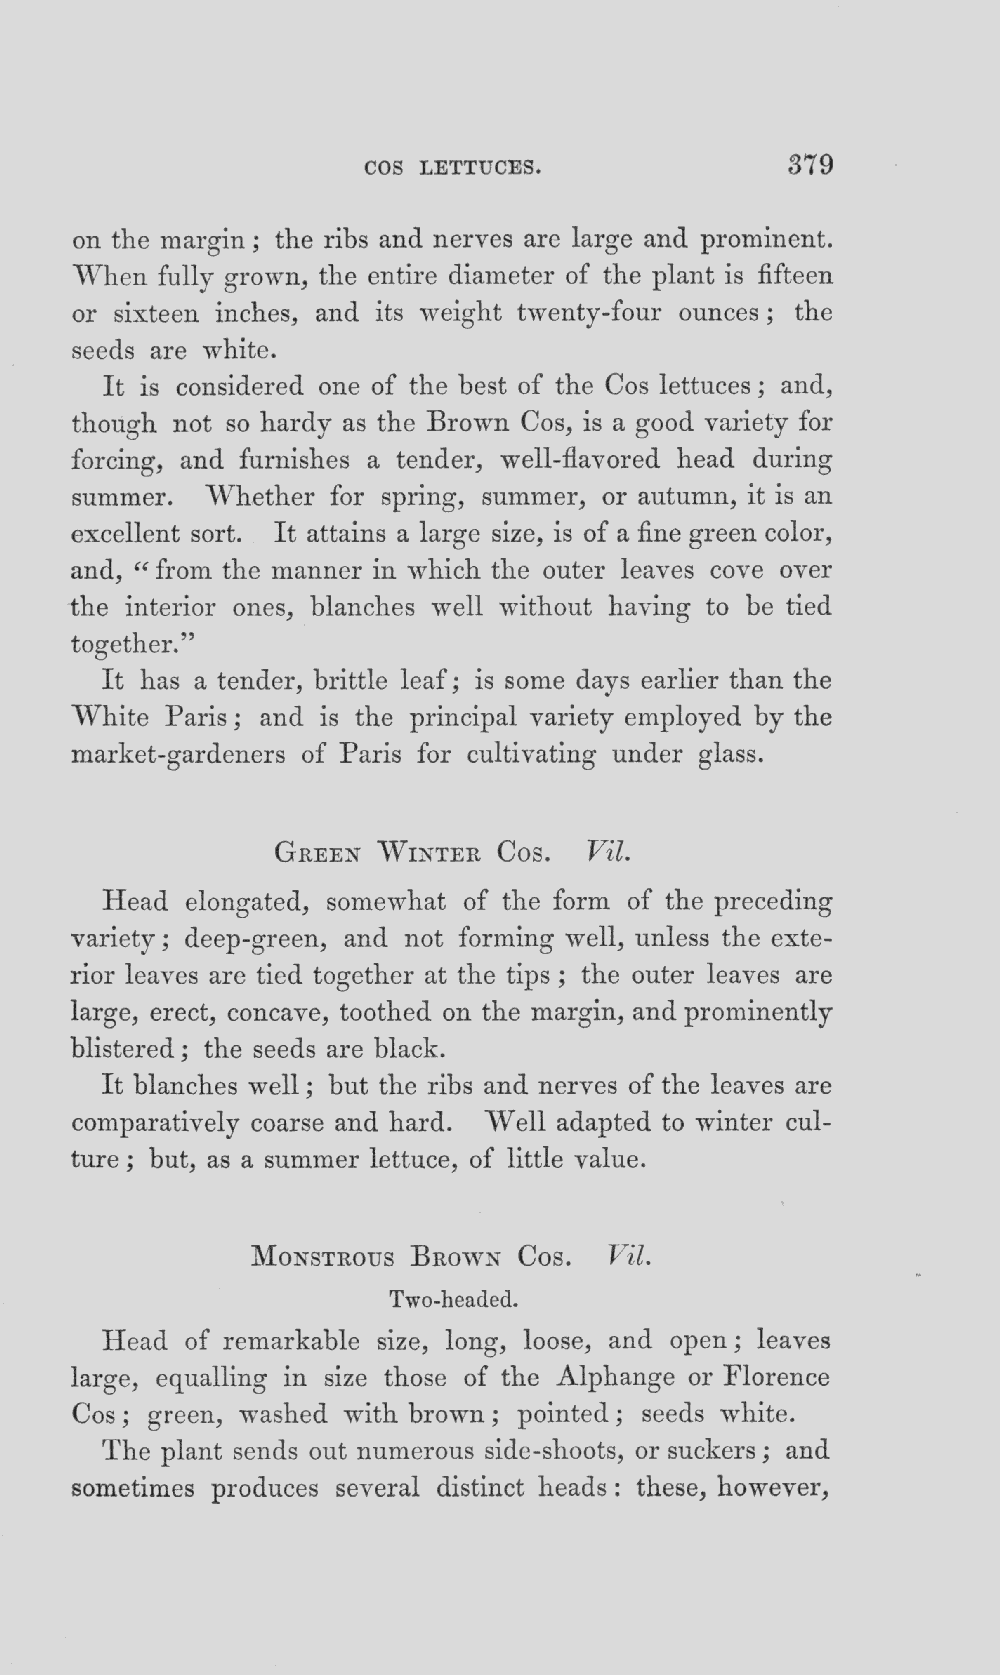 COS LETTUCES. 379
on the margin; the ribs and nerves are large and prominent.
When fully grown, the entire diameter of the plant is fifteen
or sixteen inches, and its weight twenty-four ounces; the
seeds are white.
It is considered one of the best of the Cos lettuces; and,
though not so hardy as the Brown Cos, is a good variety for
forcing, and furnishes a tender, well-flavored head during
summer. Whether for spring, summer, or autumn, it is an
excellent sort. It attains a large size, is of a fine green color,
and, “from the manner in which the outer leaves cove over
the interior ones, blanches well without having to be tied
together.”
It has a tender, brittle leaf; is some days earlier than the
White Paris; and is the principal variety employed by the
market-gardeners of Paris for cultivating under glass.
Green Winter Cos. Vil.
Head elongated, somewhat of the form of the preceding
variety; deep-green, and not forming well, unless the exte-
rior leaves are tied together at the tips; the outer leaves are
large, erect, concave, toothed on the margin, and prominently
blistered; the seeds are black.
It blanches well; but the ribs and nerves of the leaves are
comparatively coarse and hard. Well adapted to winter cul-
ture; but, as a summer lettuce, of little value.
Monstrous Brown Cos. Vil.
Two-headed.
Head of remarkable size, long, loose, and open; leaves
large, equalling in size those of the Alphange or Florence
Cos; green, washed with brown; pointed; seeds white.
The plant sends out numerous side-shoots, or suckers; and
sometimes produces several distinct heads: these, however,